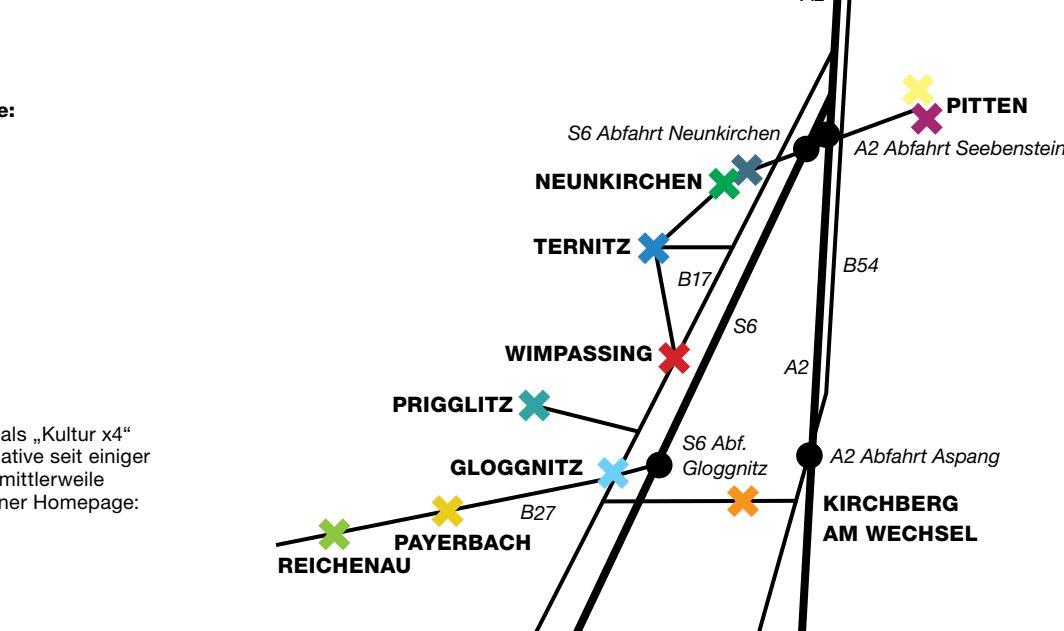 e:
PITTEN
S6 Abfahrt Neunkirchen
A2 Abfahrt Seebenstein
NEUNKIRCHEN
TERNITZ
B17
B54
S6
WIMPASSING
A2
PRIGGLITZ
als „Kultur x4“
ative seit einiger
mittlerweile
ner Homepage:
S6 Abf.
Gloggnitz
GLOGGNITZ
A2 Abfahrt Aspang
KIRCHBERG
AM WECHSEL
B27
PAYERBACH
REICHENAU